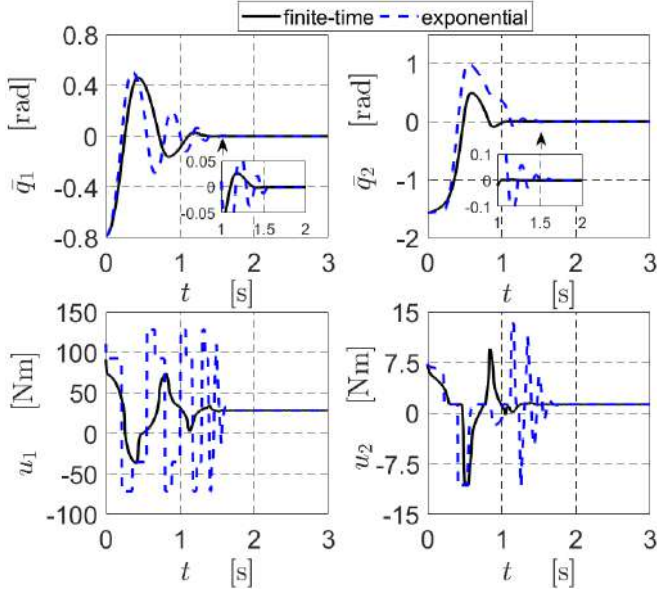 finite-time exponential
0.8
0.4
0
-0.4
-0.8
q̄₁ [rad]
0.05
0
-0.05
1 1.5 2
0 1 2 3
t [s]
1
0
-1
-2
q̄₂ [rad]
0.1
0
-0.1
1 1.5 2
0 1 2 3
t [s]
150
100
50
0
-50
-100
u₁ [Nm]
0 1 2 3
t [s]
15
7.5
0
-7.5
-15
u₂ [Nm]
0 1 2 3
t [s]